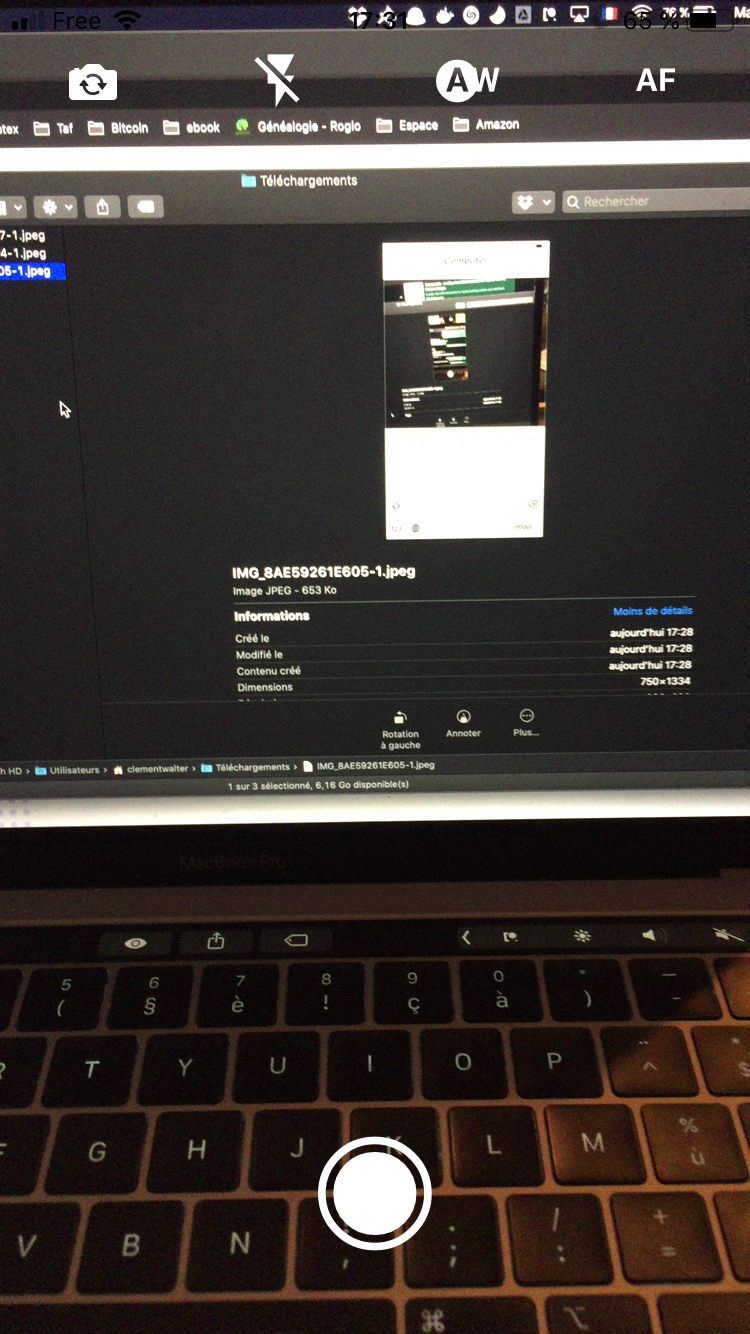 Free 17:31 65 %
AW AF
Taf Bitcoin ebook Généalogie - Roglo Espace Amazon
Téléchargements
Rechercher
7-1.jpeg
4-1.jpeg
05-1.jpeg
Computer
123 retour
IMG_8AE59261E605-1.jpeg
Image JPEG - 653 Ko
Informations Moins de détails
Créé le aujourd'hui 17:28
Modifié le aujourd'hui 17:28
Contenu créé aujourd'hui 17:28
Dimensions 750×1334
Rotation
à gauche
Annoter
Plus...
h HD › Utilisateurs › clementwalter › Téléchargements › IMG_8AE59261E605-1.jpeg
1 sur 3 sélectionné, 6,16 Go disponible(s)
MacBook Pro
5 6 7 8 9 0 ° —
( § è ! ç à ) -
T Y U I O P ¨ ^ * $
G H J K L M % ù
V B N , . ; / : + =
⌘ ⌥